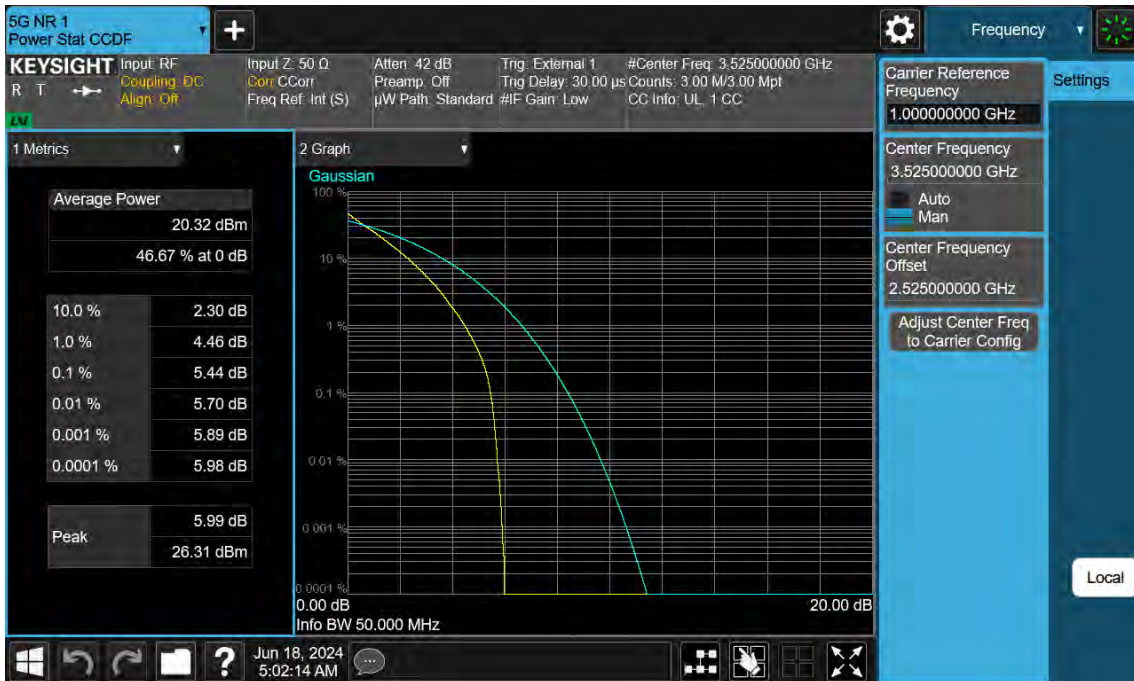 5G NR 1
Power Stat CCDF
+
Frequency
KEYSIGHT
R T
LNI
Input: RF
Coupling: DC
Align: Off
Input Z: 50 Ω
Corr CCorr
Freq Ref: Int (S)
Atten: 42 dB
Preamp: Off
µW Path: Standard
Trig: External 1
Trig Delay: 30.00 µs
#IF Gain: Low
#Center Freq: 3.525000000 GHz
Counts: 3.00 M/3.00 Mpt
CC Info: UL, 1 CC
1 Metrics
Average Power
20.32 dBm
46.67 % at 0 dB
10.0 % 2.30 dB
1.0 % 4.46 dB
0.1 % 5.44 dB
0.01 % 5.70 dB
0.001 % 5.89 dB
0.0001 % 5.98 dB
Peak
5.99 dB
26.31 dBm
2 Graph
Gaussian
100 %
10 %
1 %
0.1 %
0.01 %
0.001 %
0.0001 %
0.00 dB 20.00 dB
Info BW 50.000 MHz
Carrier Reference
Frequency
1.000000000 GHz
Center Frequency
3.525000000 GHz
Auto
Man
Center Frequency
Offset
2.525000000 GHz
Adjust Center Freq
to Carrier Config
Settings
Local
?
Jun 18, 2024
5:02:14 AM